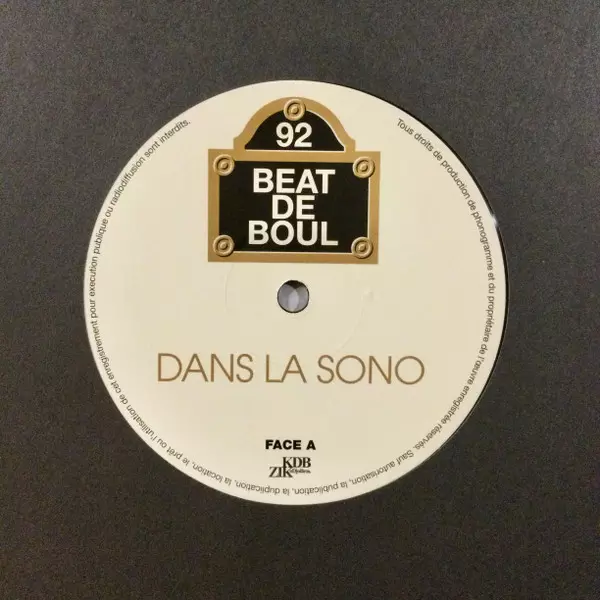 92
BEAT
DE
BOUL
DANS LA SONO
FACE A
KDB
ZIK
Tous droits de production de phonogramme et du propriétaire de l'œuvre enregistrée réservés. Sauf autorisation, la publication, la duplication, la location, le prêt ou l'utilisation de cet enregistrement pour execution publique ou radiodiffusion sont interdits.